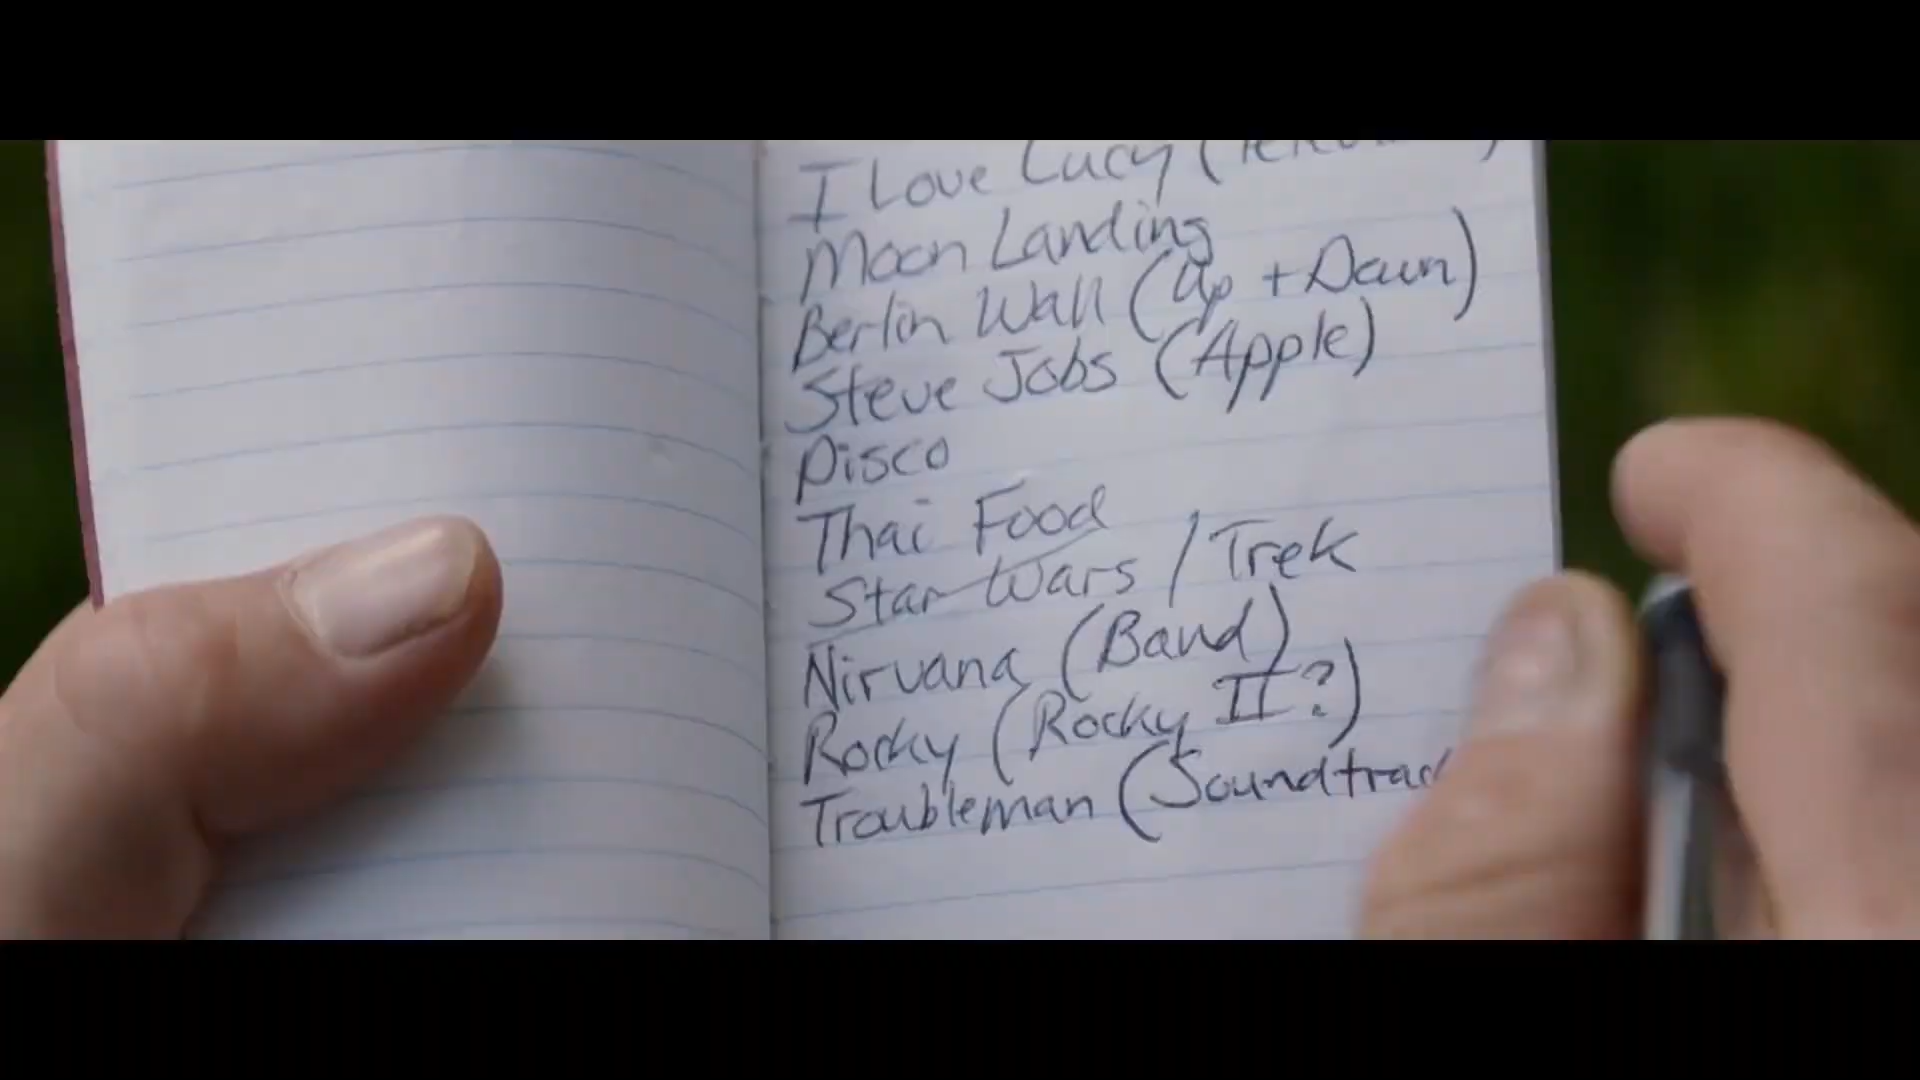 I Love Lucy (
Moon Landing
Berlin Wall (Up + Down)
Steve Jobs (Apple)
Disco
Thai Food
Star Wars / Trek
Nirvana (Band)
Rocky (Rocky II?)
Troubleman (Soundtrac